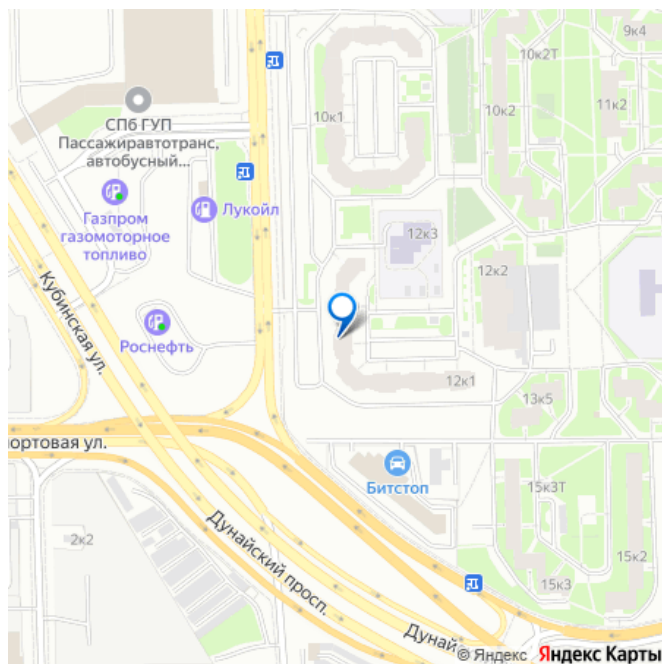 9к4
10к2Т
10к1
10к2
11к2
СПб ГУП
Пассажиравтотранс,
автобусный...
Газпром
газомоторное
топливо
Лукойл
12к3
12к2
Кубинская ул.
Роснефть
12к1
13к5
портовая ул.
Битстоп
15к3Т
2к2
Дунайский просп.
15к2
15к3
Дунай
© Яндекс Яндекс Карты